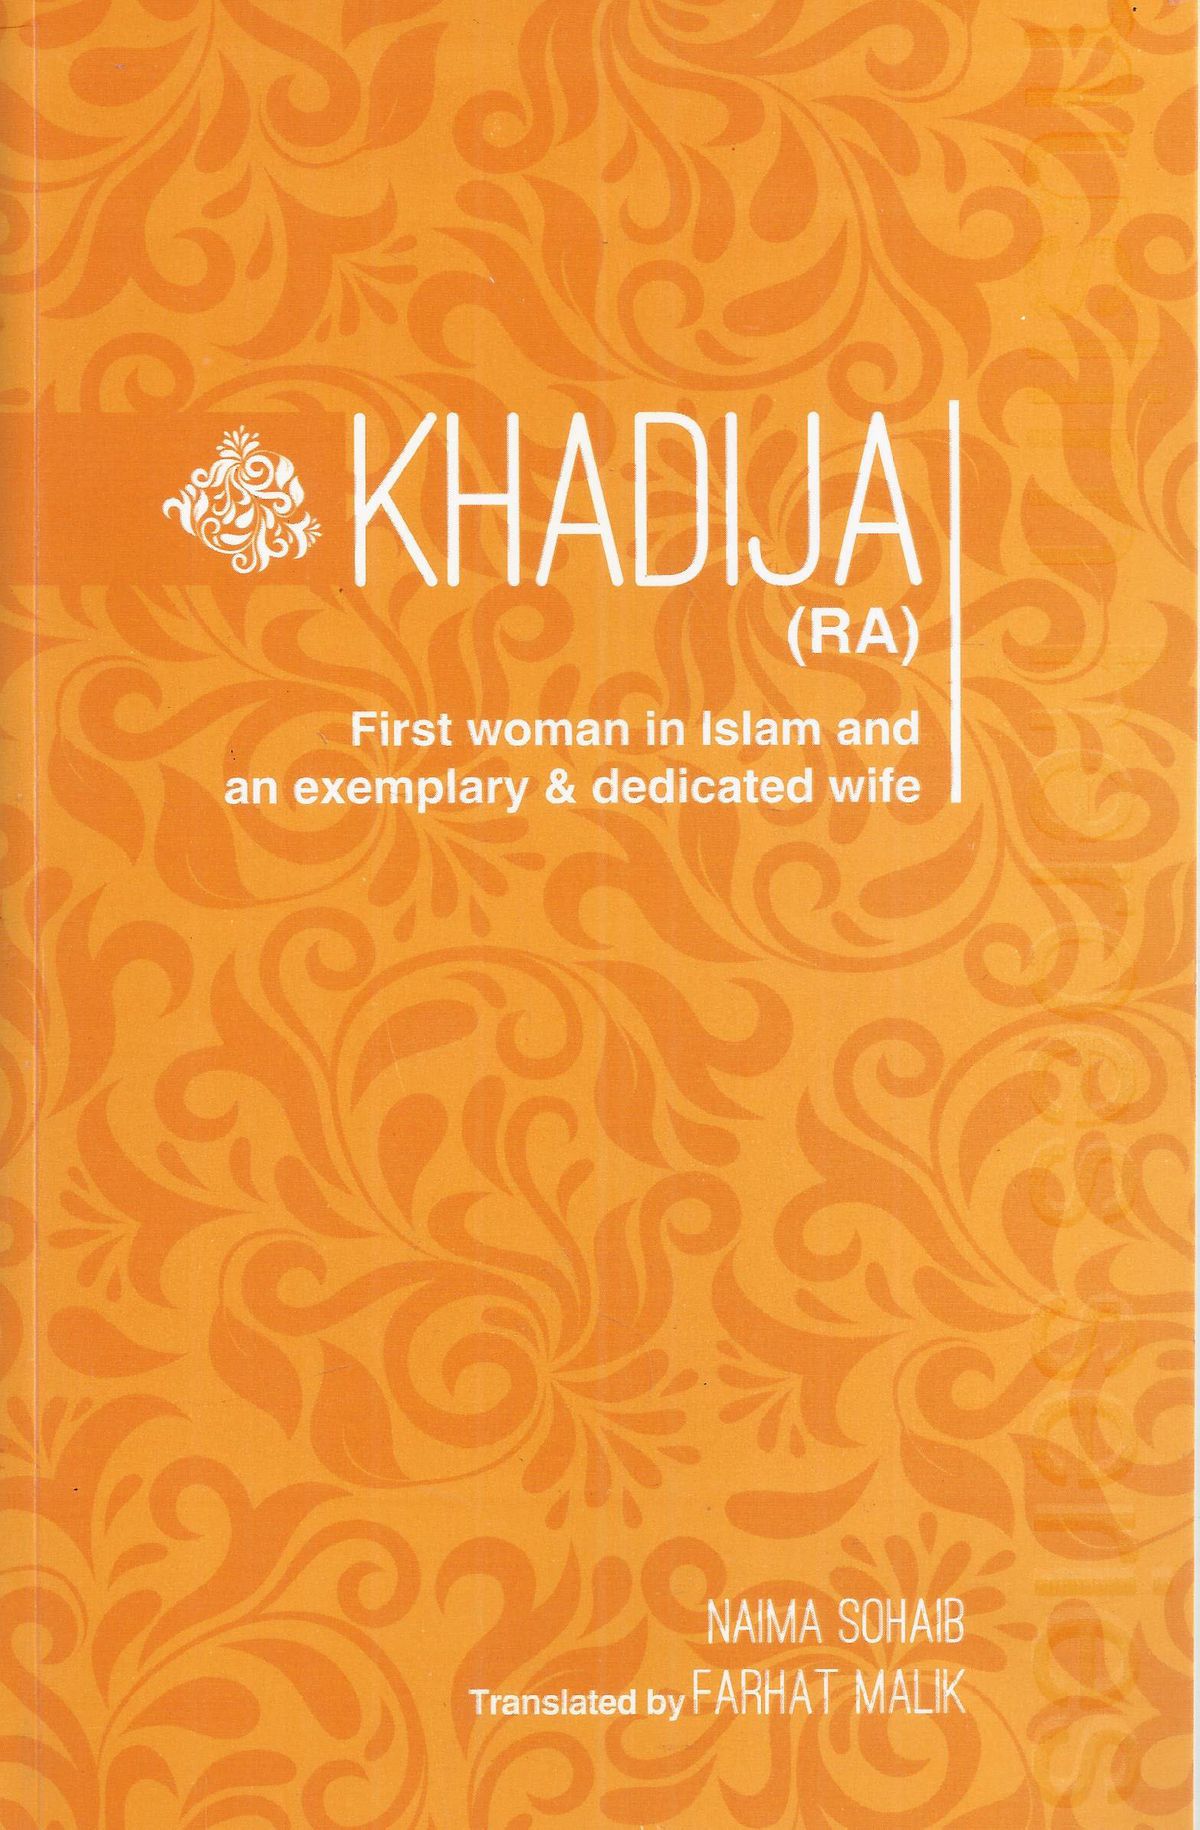 KHADIJA
(RA)
First woman in Islam and
an exemplary & dedicated wife
NAIMA SOHAIB
Translated by FARHAT MALIK